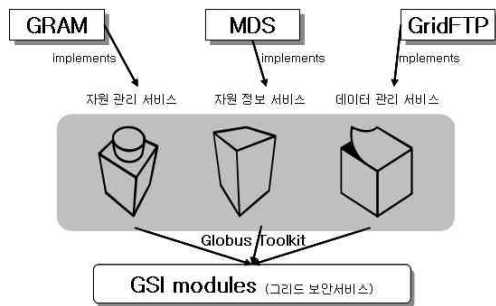 GRAM MDS GridFTP
implements implements implements
자원 관리 서비스 자원 정보 서비스 데이터 관리 서비스
Globus Toolkit
GSI modules (그리드 보안서비스)